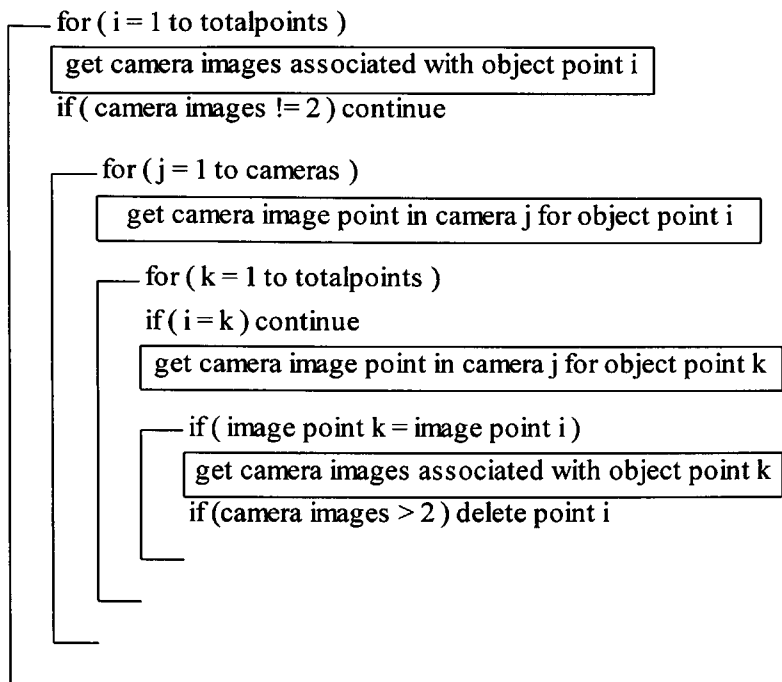 for ( i = 1 to totalpoints )
get camera images associated with object point i
if ( camera images != 2 ) continue
for ( j = 1 to cameras )
get camera image point in camera j for object point i
for ( k = 1 to totalpoints )
if ( i = k ) continue
get camera image point in camera j for object point k
if ( image point k = image point i )
get camera images associated with object point k
if (camera images > 2 ) delete point i